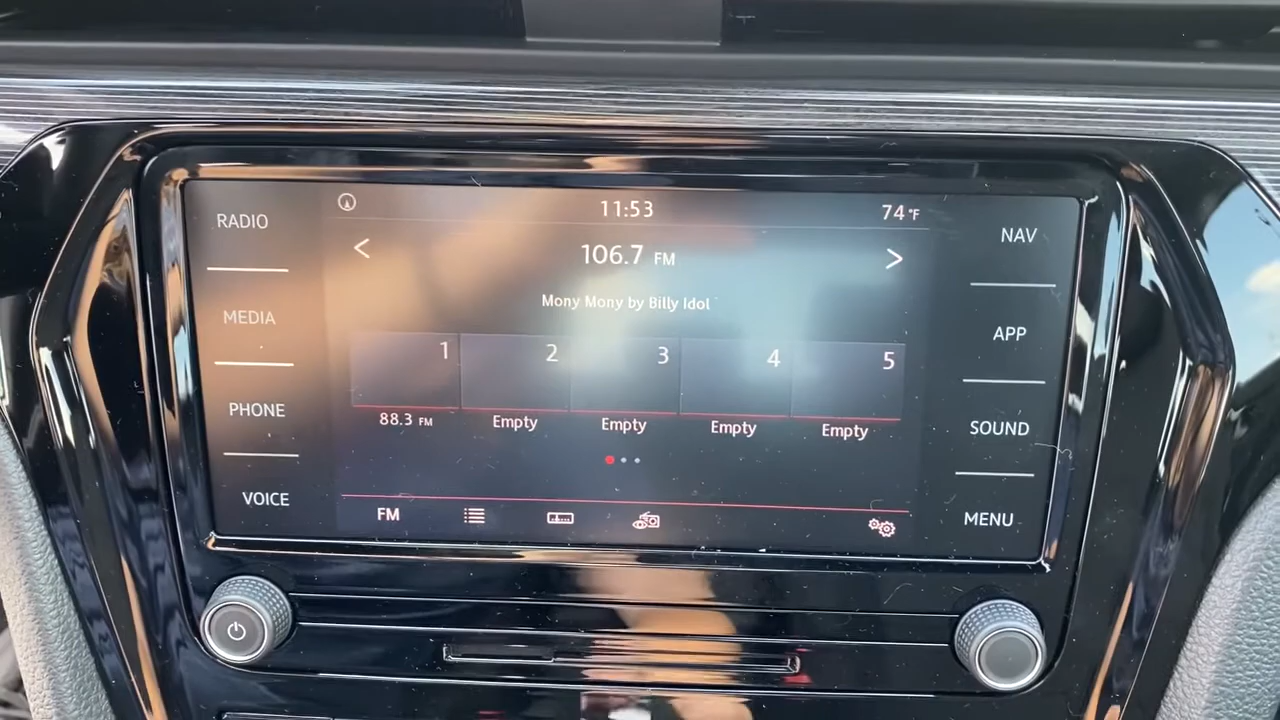 RADIO
MEDIA
PHONE
VOICE
11:53
74°F
106.7 FM
Mony Mony by Billy Idol
1 2 3 4 5
88.3 FM Empty Empty Empty Empty
FM
NAV
APP
SOUND
MENU